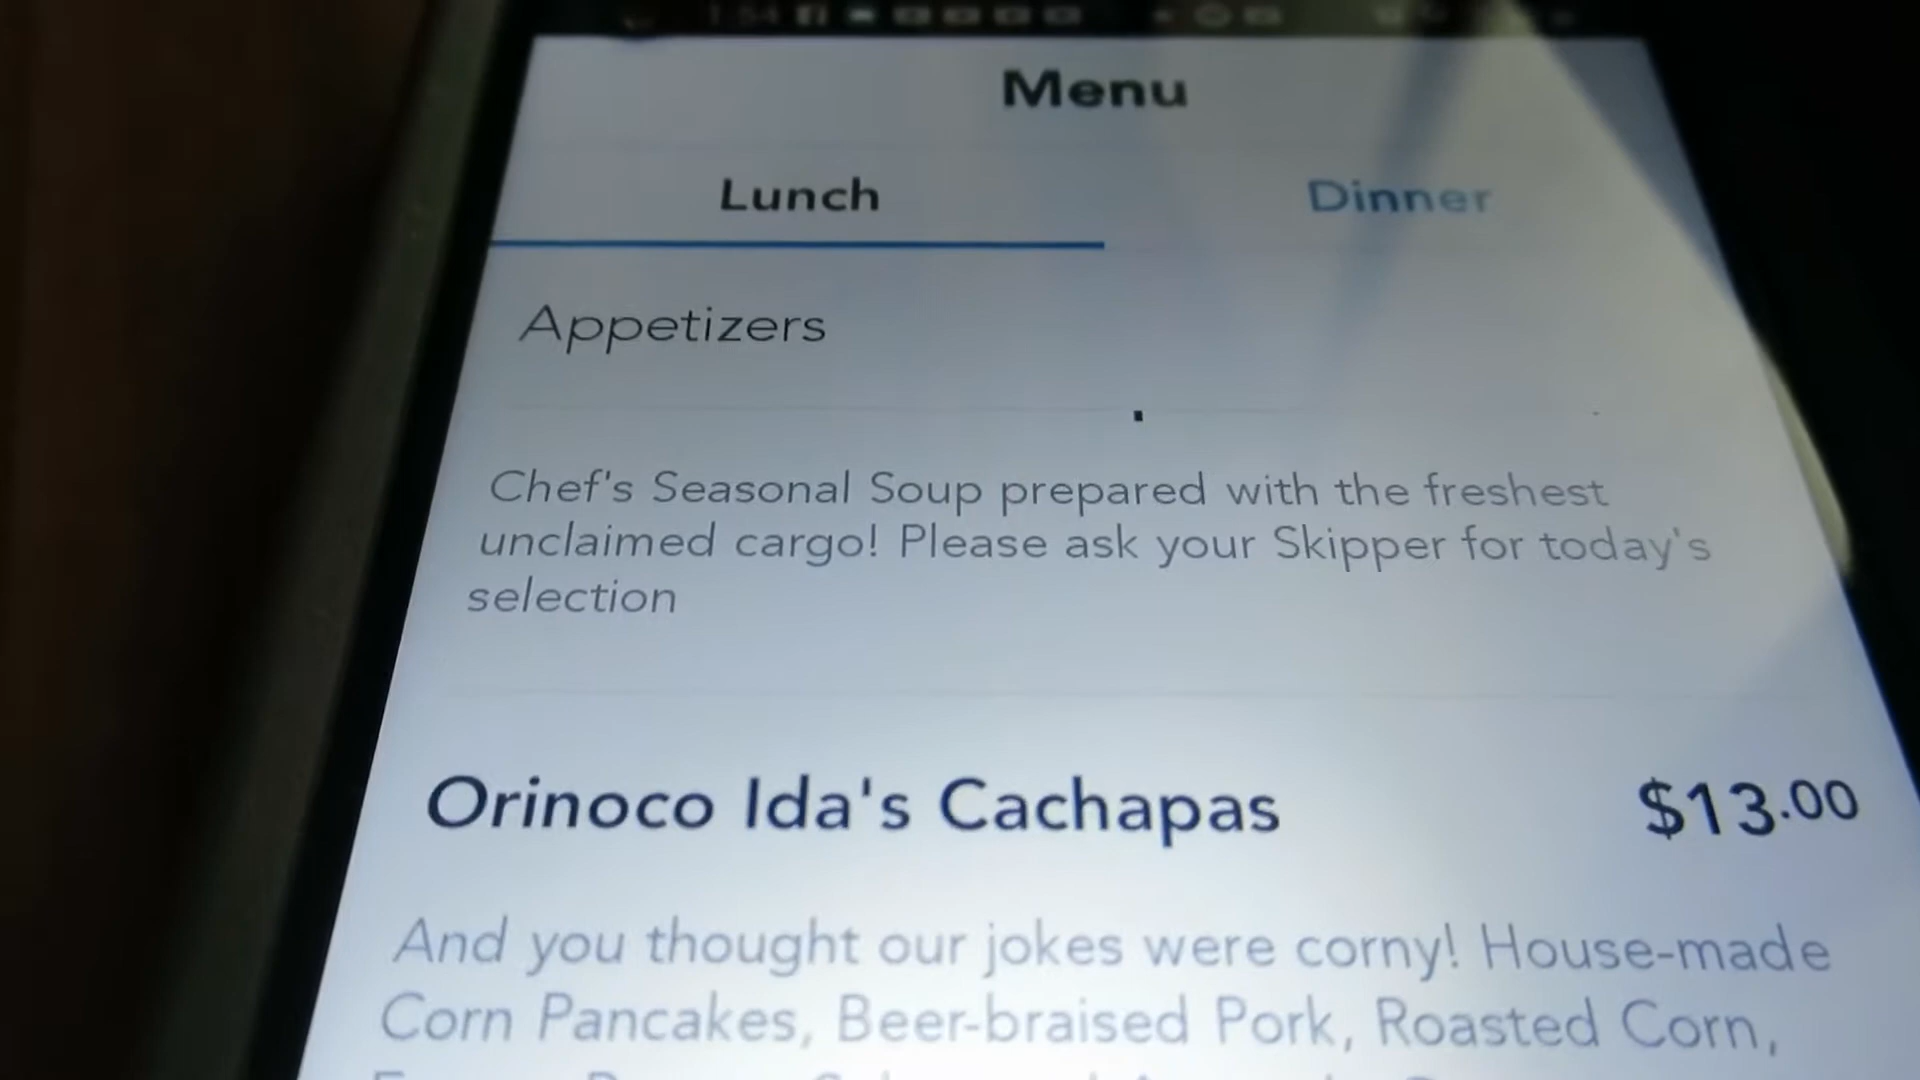 Menu
Lunch
Dinner
Appetizers
Chef's Seasonal Soup prepared with the freshest
unclaimed cargo! Please ask your Skipper for today's
selection
Orinoco Ida's Cachapas
$13.00
And you thought our jokes were corny! House-made
Corn Pancakes, Beer-braised Pork, Roasted Corn,